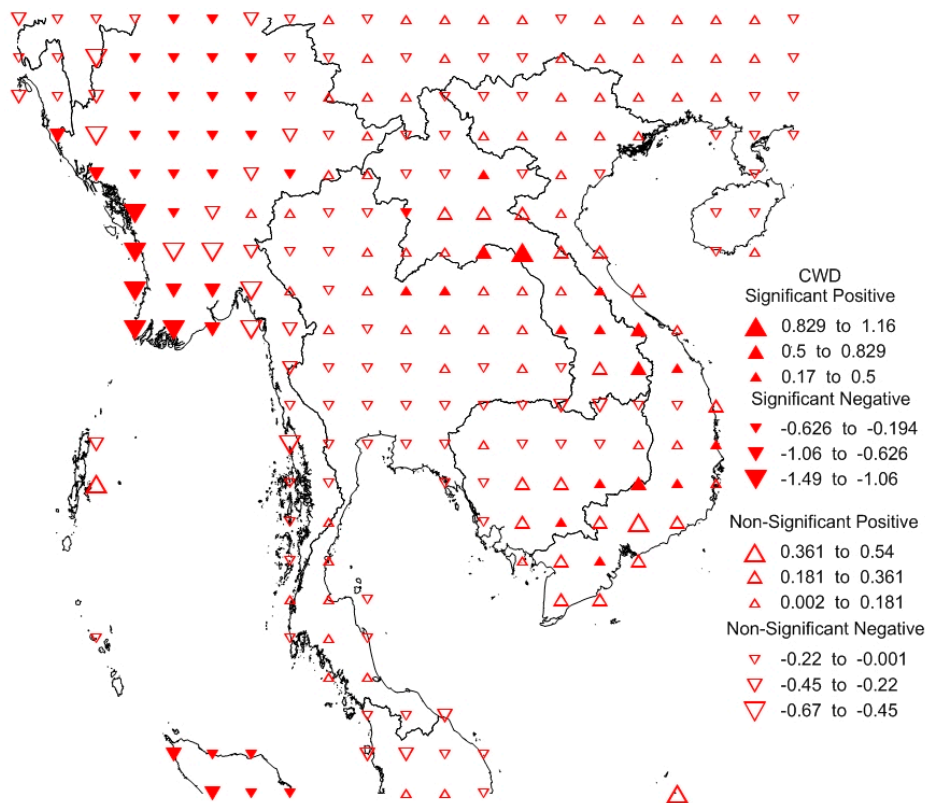 CWD
Significant Positive
0.829 to 1.16
0.5 to 0.829
0.17 to 0.5
Significant Negative
-0.626 to -0.194
-1.06 to -0.626
-1.49 to -1.06
Non-Significant Positive
0.361 to 0.54
0.181 to 0.361
0.002 to 0.181
Non-Significant Negative
-0.22 to -0.001
-0.45 to -0.22
-0.67 to -0.45